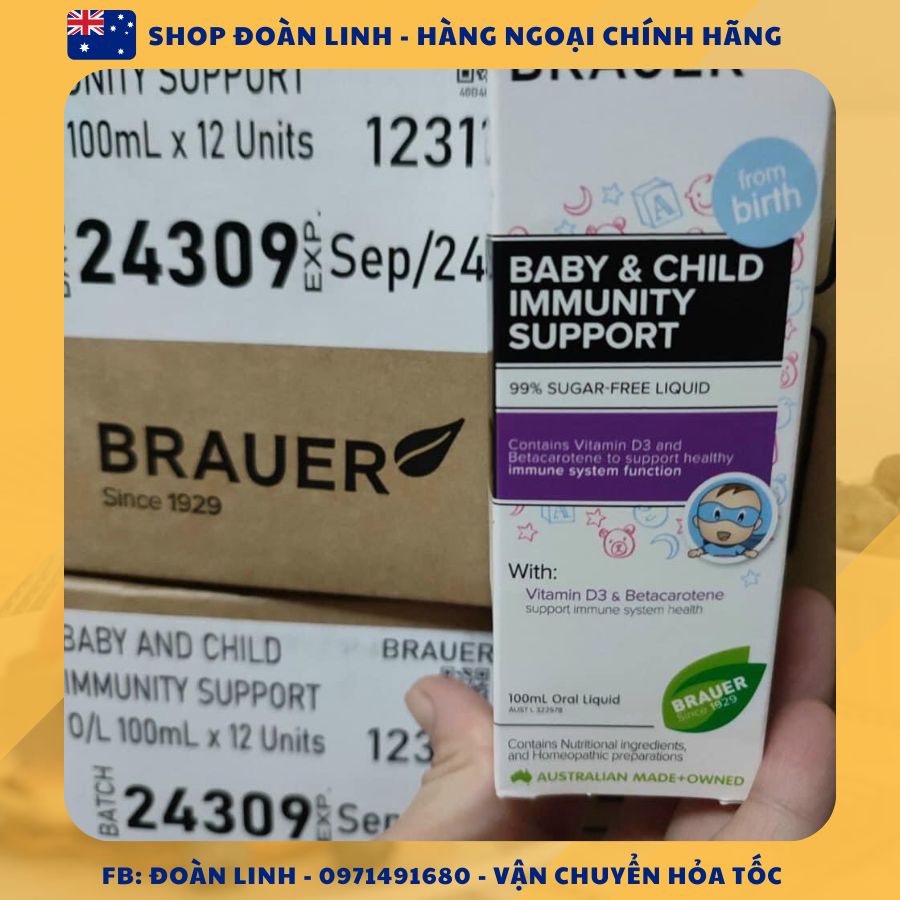 SHOP ĐOÀN LINH - HÀNG NGOẠI CHÍNH HÃNG
UNITY SUPPORT
100mL x 12 Units
1231
24309
EXP.
Sep/24
BRAUER
Since 1929
BABY AND CHILD
IMMUNITY SUPPORT
O/L 100mL x 12 Units
BRAUER
123
BATCH
24309
EXP.
Sep
BRAUER
from
birth
BABY & CHILD
IMMUNITY
SUPPORT
99% SUGAR-FREE LIQUID
Contains Vitamin D3 and
Betacarotene to support healthy
immune system function
With:
Vitamin D3 & Betacarotene
support immune system health
100mL Oral Liquid
BRAUER
Since 1929
Contains Nutritional ingredients,
and Homeopathic preparations
AUSTRALIAN MADE+OWNED
FB: ĐOÀN LINH - 0971491680 - VẬN CHUYỂN HỎA TỐC